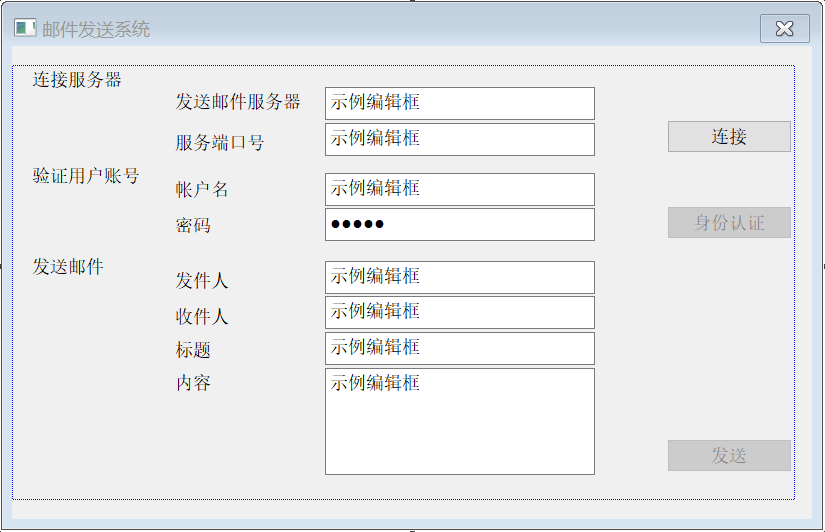 邮件发送系统
连接服务器
发送邮件服务器 示例编辑框
服务端口号 示例编辑框
连接
验证用户账号
帐户名 示例编辑框
密码 ●●●●●
身份认证
发送邮件
发件人 示例编辑框
收件人 示例编辑框
标题 示例编辑框
内容 示例编辑框
发送